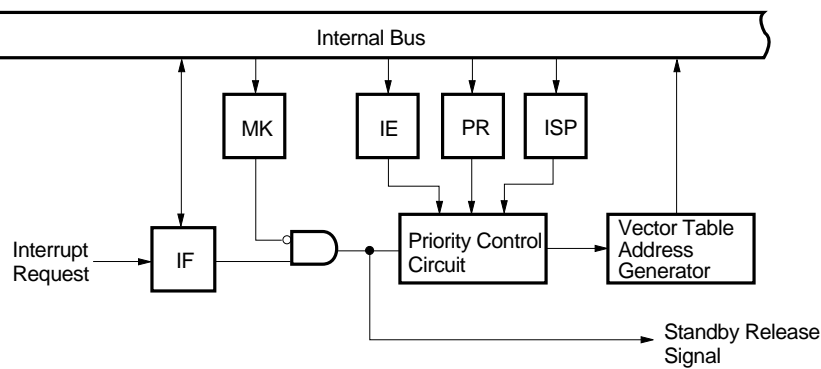 Internal Bus
MK
IE
PR
ISP
Interrupt
Request
IF
Priority Control
Circuit
Vector Table
Address
Generator
Standby Release
Signal